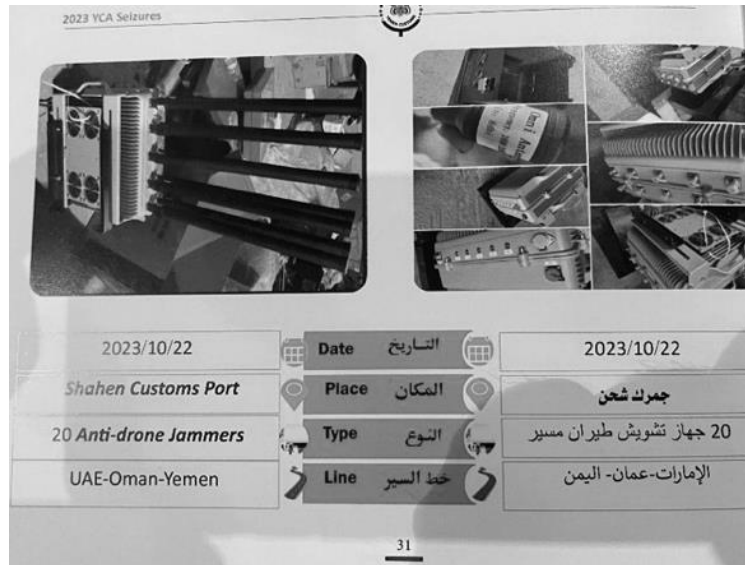 2023 YCA Seizures
YEMEN CUSTOMS
2023/10/22 Date التاريخ 2023/10/22
Shahen Customs Port Place المكان جمرك شحن
20 Anti-drone Jammers Type النوع 20 جهاز تشويش طيران مسير
UAE-Oman-Yemen Line خط السير الإمارات-عمان- اليمن
31